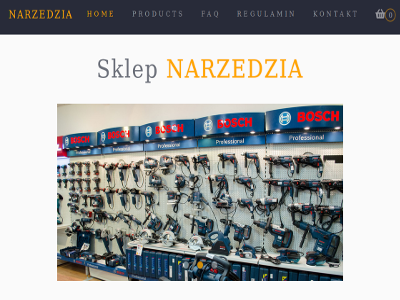 NARZEDZIA HOME PRODUCTS FAQ REGULAMIN KONTAKT 0
Sklep NARZEDZIA
BOSCH BOSCH BOSCH BOSCH BOSCH
Professional Professional Professional Professional Professional